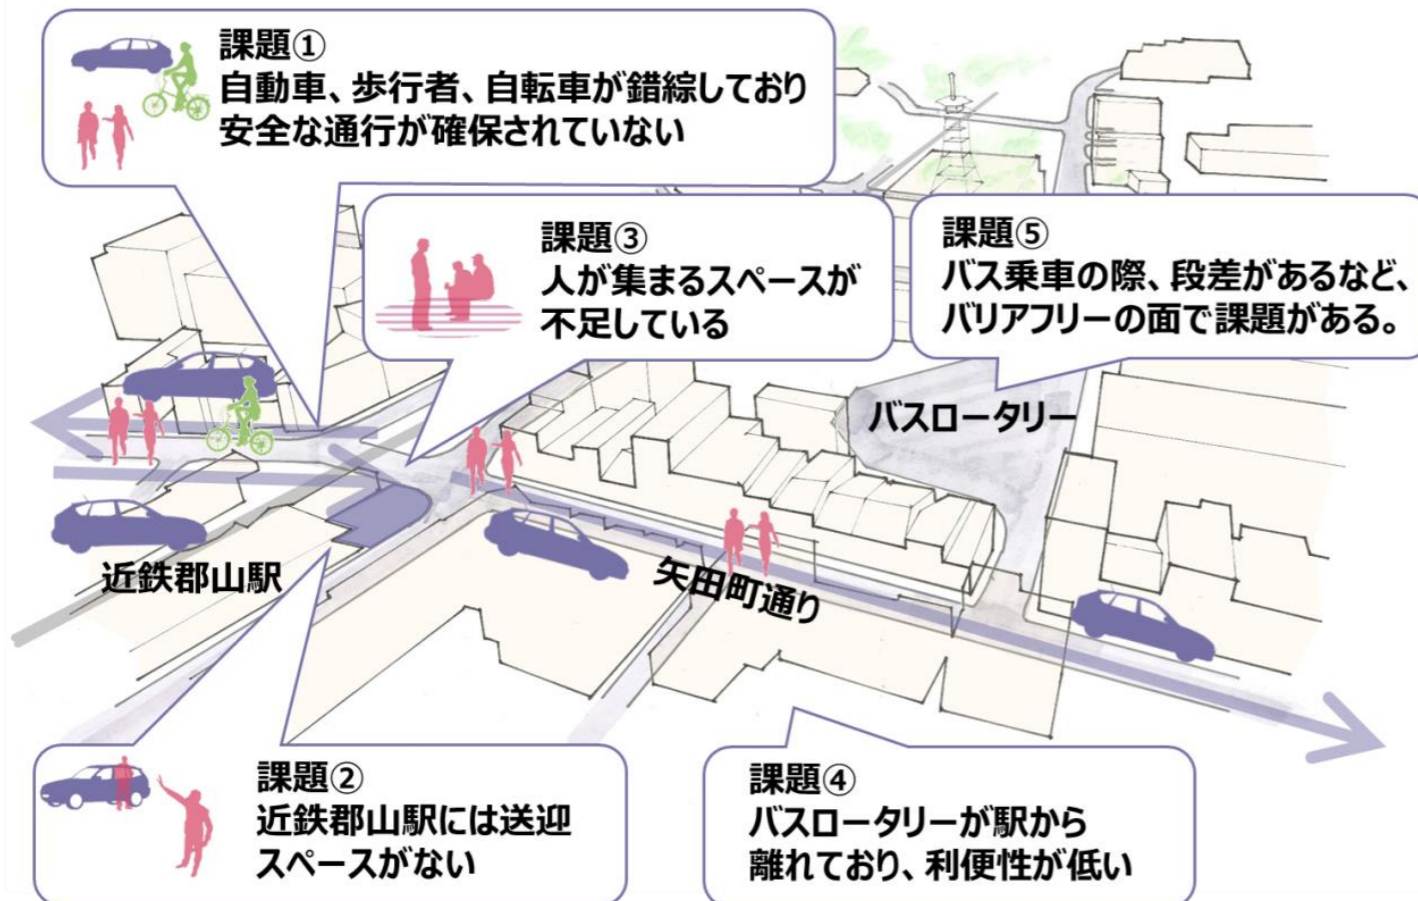 課題①
自動車、歩行者、自転車が錯綜しており
安全な通行が確保されていない
課題③
人が集まるスペースが
不足している
課題⑤
バス乗車の際、段差があるなど、
バリアフリーの面で課題がある。
バスロータリー
近鉄郡山駅
矢田町通り
課題②
近鉄郡山駅には送迎
スペースがない
課題④
バスロータリーが駅から
離れており、利便性が低い